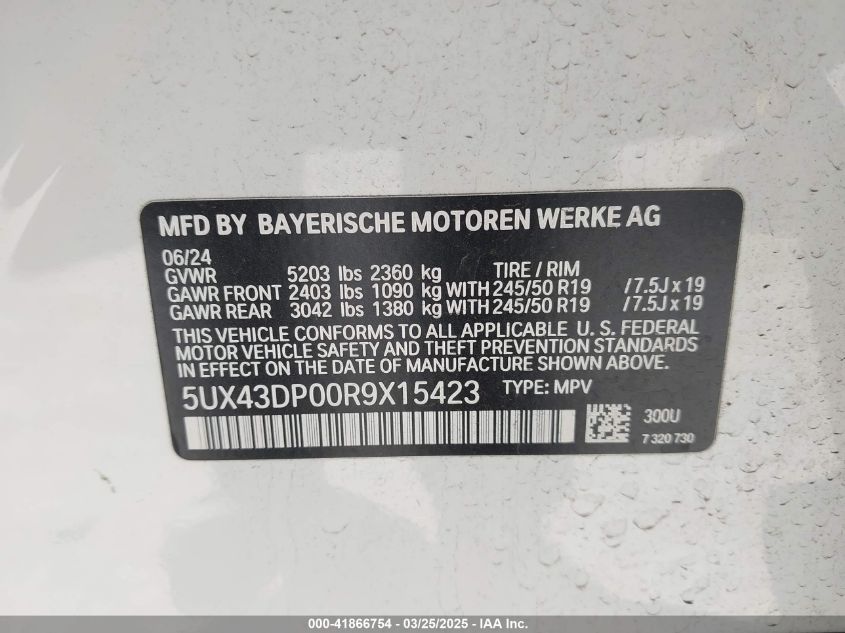 MFD BY BAYERISCHE MOTOREN WERKE AG
06/24
GVWR 5203 lbs 2360 kg TIRE / RIM
GAWR FRONT 2403 lbs 1090 kg WITH 245/50 R19 / 7.5J x 19
GAWR REAR 3042 lbs 1380 kg WITH 245/50 R19 / 7.5J x 19
THIS VEHICLE CONFORMS TO ALL APPLICABLE U. S. FEDERAL
MOTOR VEHICLE SAFETY AND THEFT PREVENTION STANDARDS
IN EFFECT ON THE DATE OF MANUFACTURE SHOWN ABOVE.
5UX43DP00R9X15423 TYPE: MPV
300U
7 320 730
000-41866754 - 03/25/2025 - IAA Inc.